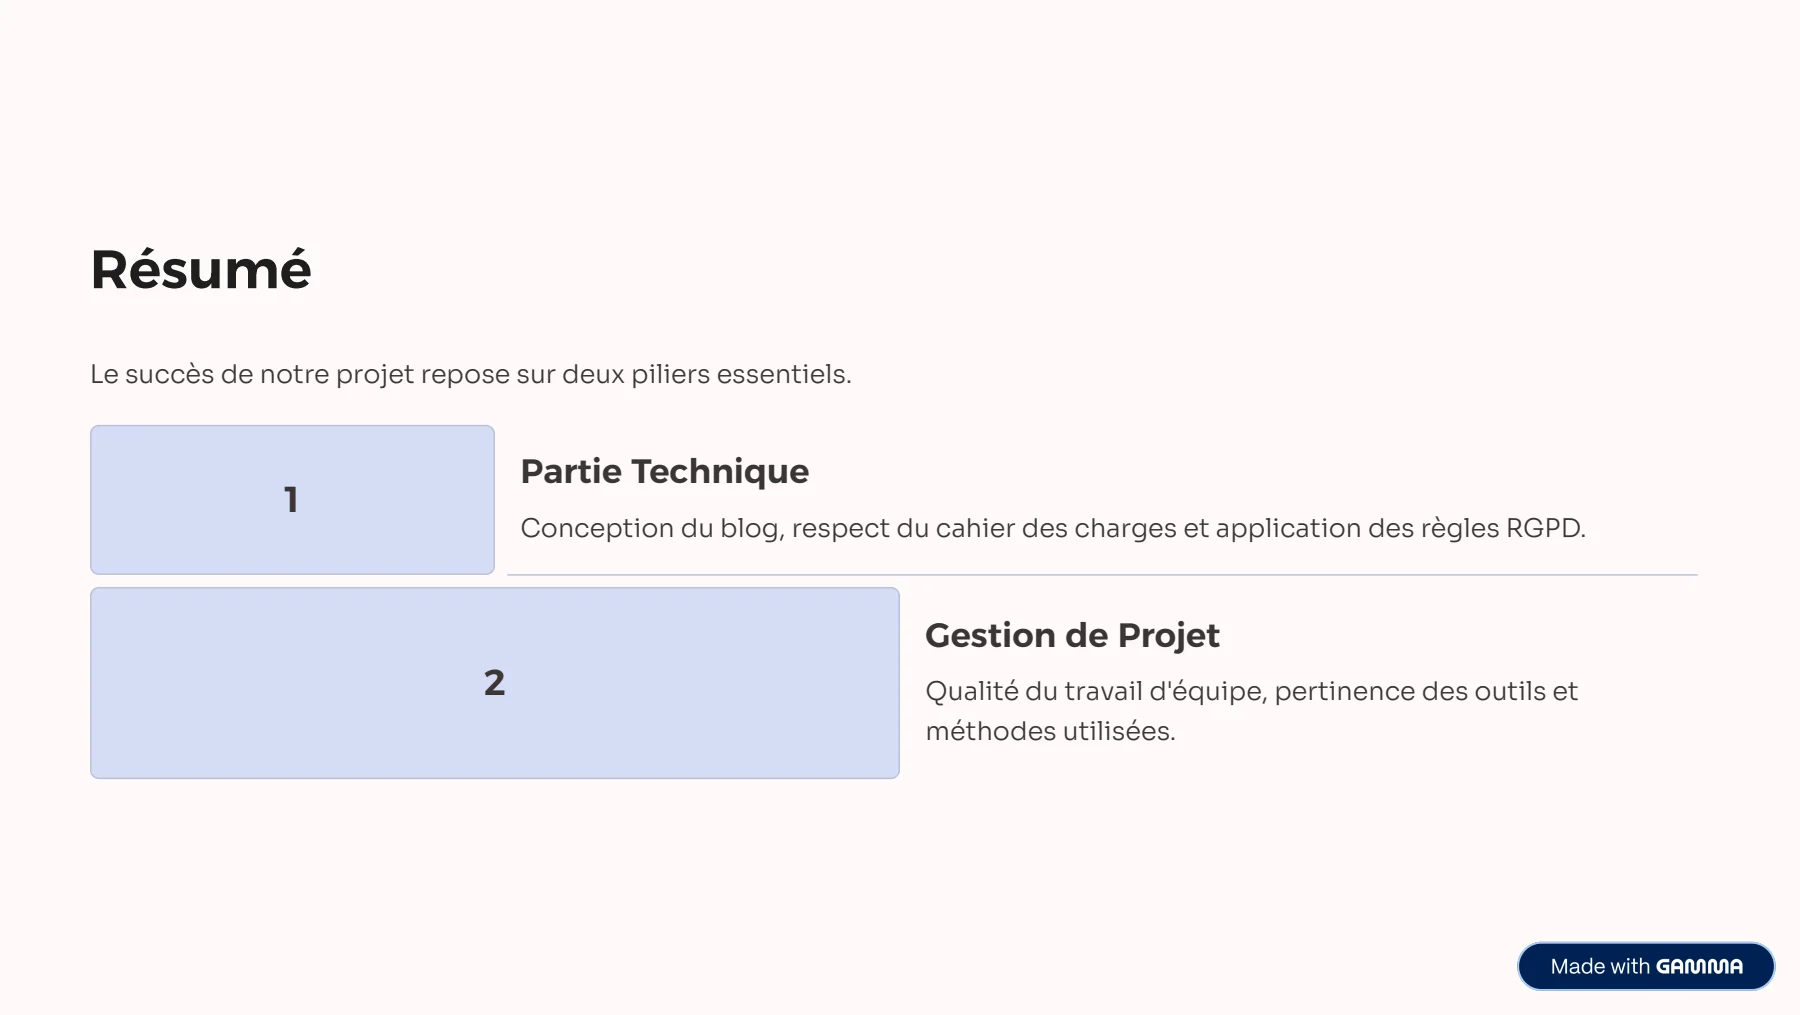 Résumé
Le succès de notre projet repose sur deux piliers essentiels.
1
Partie Technique
Conception du blog, respect du cahier des charges et application des règles RGPD.
2
Gestion de Projet
Qualité du travail d'équipe, pertinence des outils et
méthodes utilisées.
Made with GAMMA